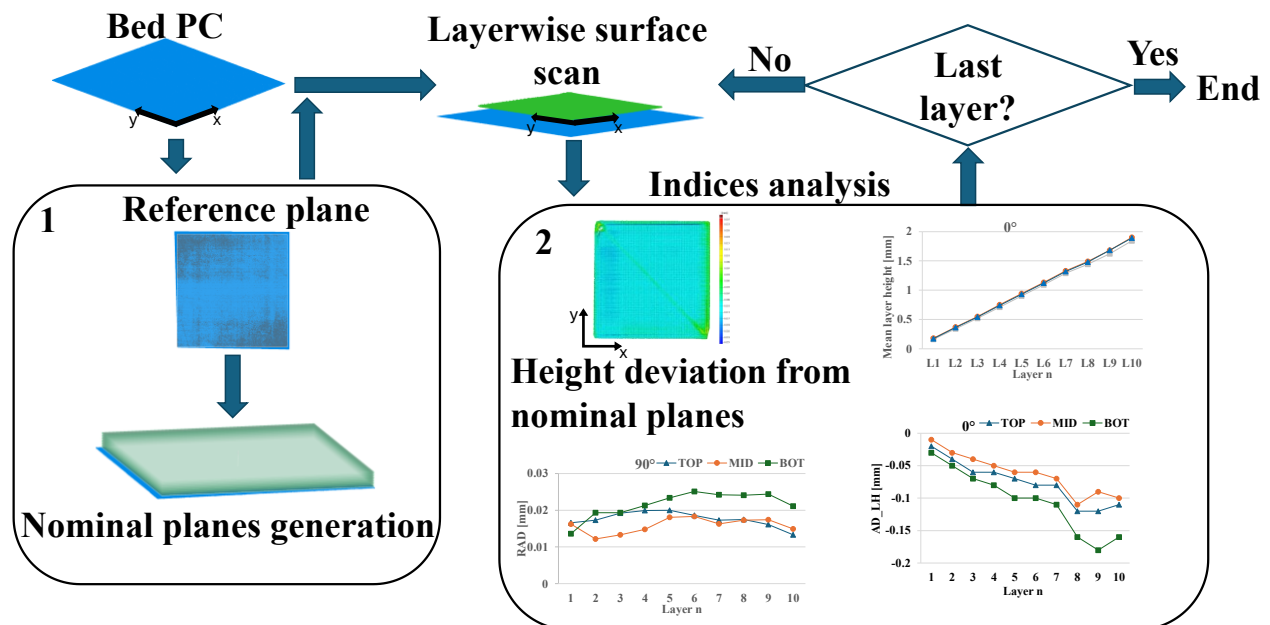 Bed PC
y
x
Layerwise surface
scan
y
x
No
Last
layer?
Yes
End
1
Reference plane
Nominal planes generation
Indices analysis
2
y
x
Height deviation from
nominal planes
90°
TOP
MID
BOT
RAD [mm]
0.03
0.02
0.01
0
1 2 3 4 5 6 7 8 9 10
Layer n
0°
Mean layer height [mm]
2
1.5
1
0.5
0
L1 L2 L3 L4 L5 L6 L7 L8 L9 L10
Layer n
0°
TOP
MID
BOT
AD_LH [mm]
0
-0.05
-0.1
-0.15
-0.2
1 2 3 4 5 6 7 8 9 10
Layer n